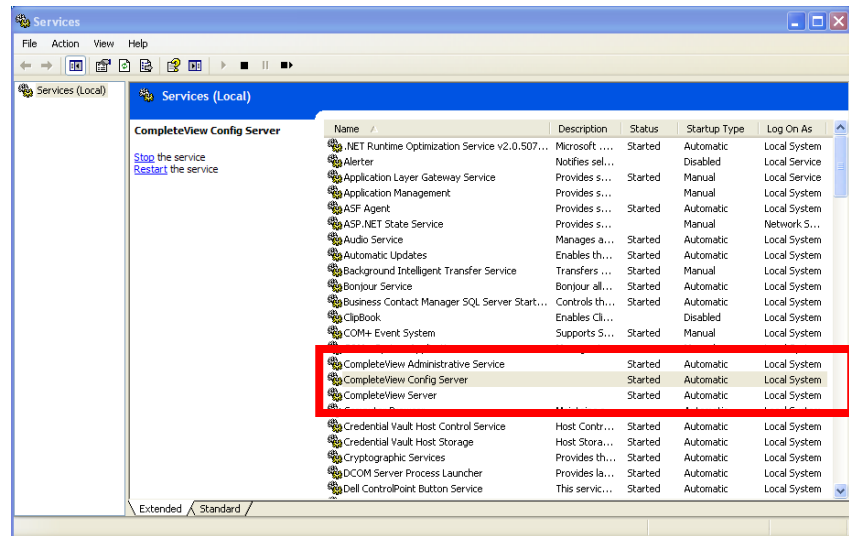 Services
File Action View Help
Services (Local)
Services (Local)
CompleteView Config Server
Stop the service
Restart the service
Name Description Status Startup Type Log On As
.NET Runtime Optimization Service v2.0.507... Microsoft .... Started Automatic Local System
Alerter Notifies sel... Disabled Local Service
Application Layer Gateway Service Provides s... Started Manual Local Service
Application Management Provides s... Manual Local System
ASF Agent Provides s... Started Automatic Local System
ASP.NET State Service Provides s... Manual Network S...
Audio Service Manages a... Started Automatic Local System
Automatic Updates Enables th... Started Automatic Local System
Background Intelligent Transfer Service Transfers ... Started Manual Local System
Bonjour Service Bonjour all... Started Automatic Local System
Business Contact Manager SQL Server Start... Controls th... Started Automatic Local System
ClipBook Enables Cli... Disabled Local System
COM+ Event System Supports S... Started Manual Local System
CompleteView Administrative Service Started Automatic Local System
CompleteView Config Server Started Automatic Local System
CompleteView Server Started Automatic Local System
Credential Vault Host Control Service Host Contr... Started Automatic Local System
Credential Vault Host Storage Host Stora... Started Automatic Local System
Cryptographic Services Provides th... Started Automatic Local System
DCOM Server Process Launcher Provides la... Started Automatic Local System
Dell ControlPoint Button Service This servic... Started Automatic Local System
Extended Standard